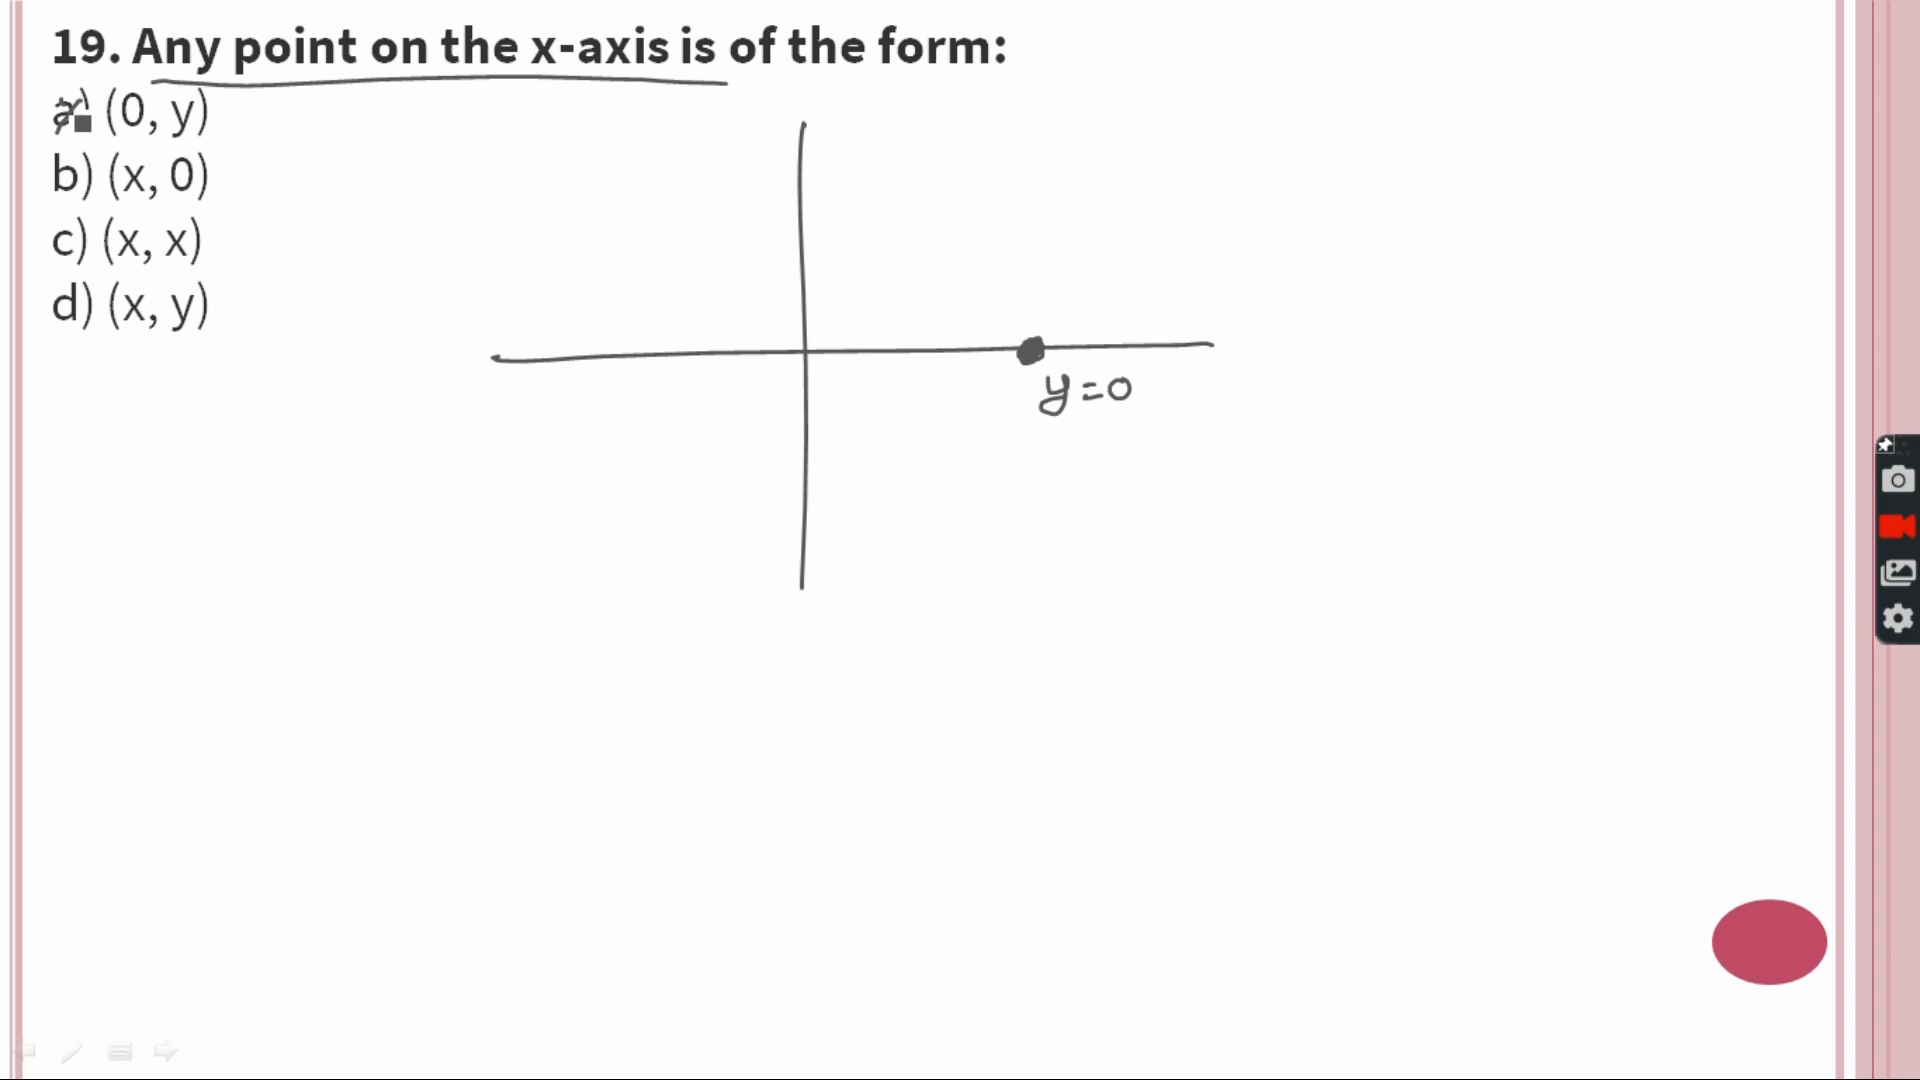 19. Any point on the x-axis is of the form:
a) (0, y)
b) (x, 0)
c) (x, x)
d) (x, y)
y=0